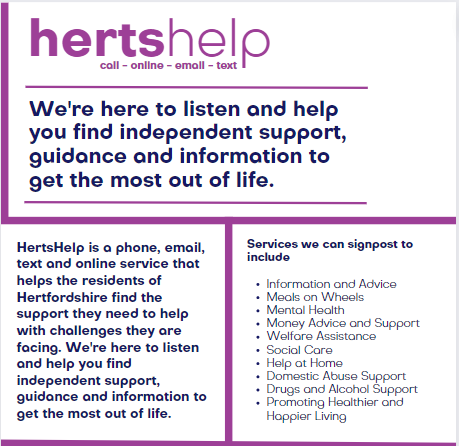 hertshelp
call – online – email – text
We're here to listen and help
you find independent support,
guidance and information to
get the most out of life.
HertsHelp is a phone, email,
text and online service that
helps the residents of
Hertfordshire find the
support they need to help
with challenges they are
facing. We're here to listen
and help you find
independent support,
guidance and information to
get the most out of life.
Services we can signpost to
include
• Information and Advice
• Meals on Wheels
• Mental Health
• Money Advice and Support
• Welfare Assistance
• Social Care
• Help at Home
• Domestic Abuse Support
• Drugs and Alcohol Support
• Promoting Healthier and
Happier Living